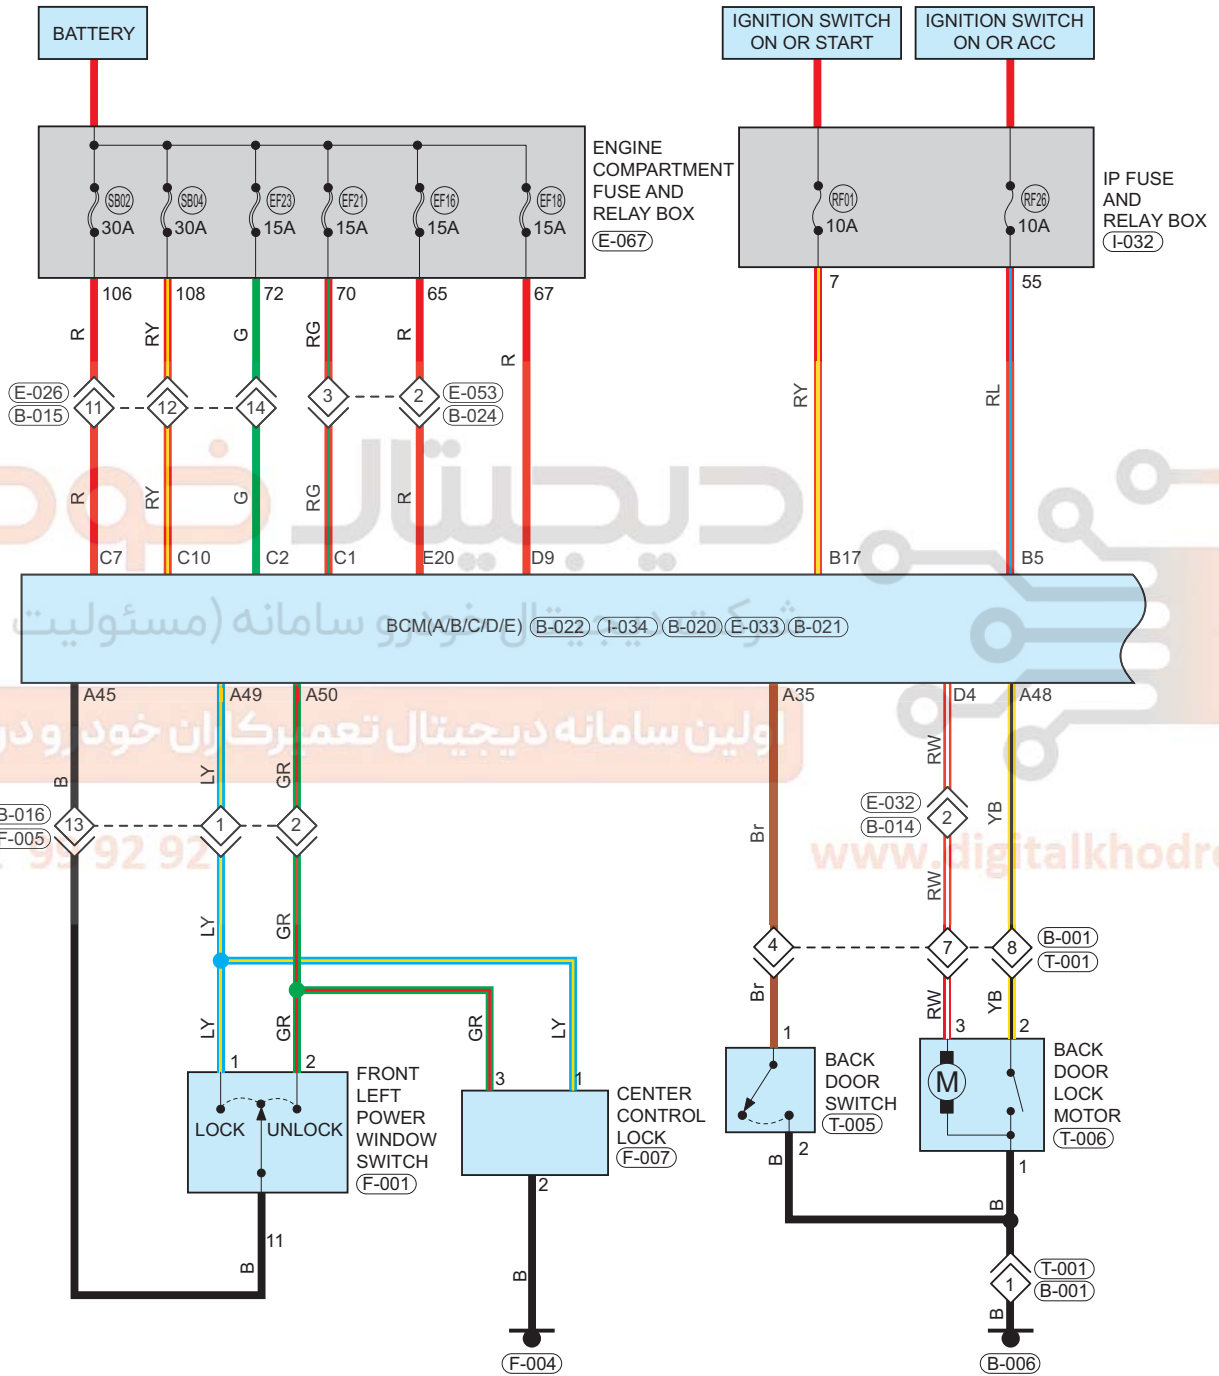 BATTERY
IGNITION SWITCH
ON OR START
IGNITION SWITCH
ON OR ACC
SB02
30A
SB04
30A
EF23
15A
EF21
15A
EF16
15A
EF18
15A
ENGINE
COMPARTMENT
FUSE AND
RELAY BOX
E-067
RF01
10A
RF26
10A
IP FUSE
AND
RELAY BOX
I-032
106
108
72
70
65
67
7
55
R
RY
G
RG
R
R
RY
RL
E-026
B-015
11
12
14
3
2
E-053
B-024
R
RY
G
RG
R
دیجیتال خودرو
C7
C10
C2
C1
E20
D9
B17
B5
BCM(A/B/C/D/E) B-022 I-034 B-020 E-033 B-021
شرکت دیجیتال خودرو سامانه (مسئولیت
A45
A49
A50
A35
D4
A48
اولین سامانه دیجیتال تعمیرکاران خودرو در
B
LY
GR
RW
B-016
F-005
13
1
2
E-032
B-014
2
Br
YB
99 92 92
www.digitalkhodro
LY
GR
RW
4
7
8
B-001
T-001
LY
GR
GR
LY
Br
RW
YB
1
2
3
1
1
3
2
FRONT
LEFT
POWER
WINDOW
SWITCH
F-001
LOCK
UNLOCK
CENTER
CONTROL
LOCK
F-007
BACK
DOOR
SWITCH
T-005
M
BACK
DOOR
LOCK
MOTOR
T-006
11
B
2
B
2
B
1
B
1
T-001
B-001
B
F-004
B-006